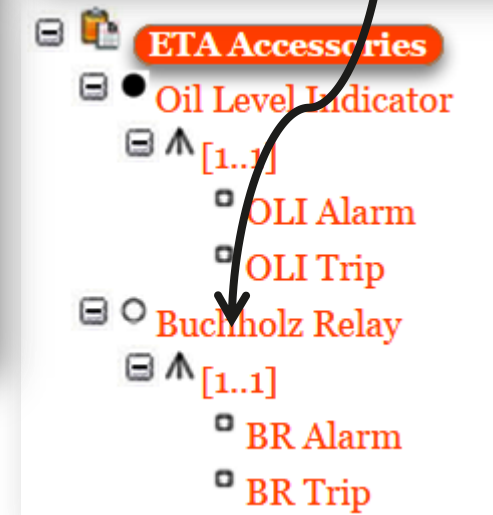 ETA Accessories
Oil Level Indicator
[1..1]
OLI Alarm
OLI Trip
Buchholz Relay
[1..1]
BR Alarm
BR Trip